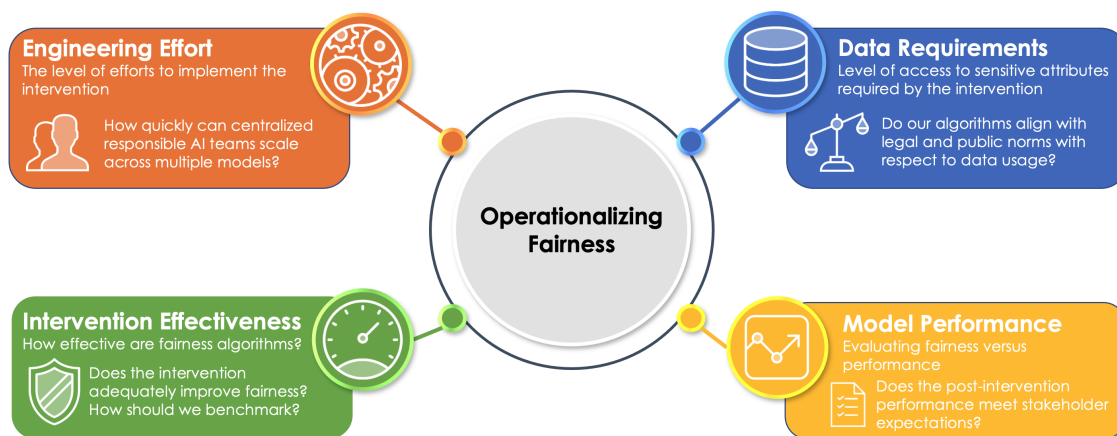 Engineering Effort
The level of efforts to implement the
intervention
How quickly can centralized
responsible AI teams scale
across multiple models?
Data Requirements
Level of access to sensitive attributes
required by the intervention
Do our algorithms align with
legal and public norms with
respect to data usage?
Operationalizing
Fairness
Intervention Effectiveness
How effective are fairness algorithms?
Does the intervention
adequately improve fairness?
How should we benchmark?
Model Performance
Evaluating fairness versus
performance
Does the post-intervention
performance meet stakeholder
expectations?